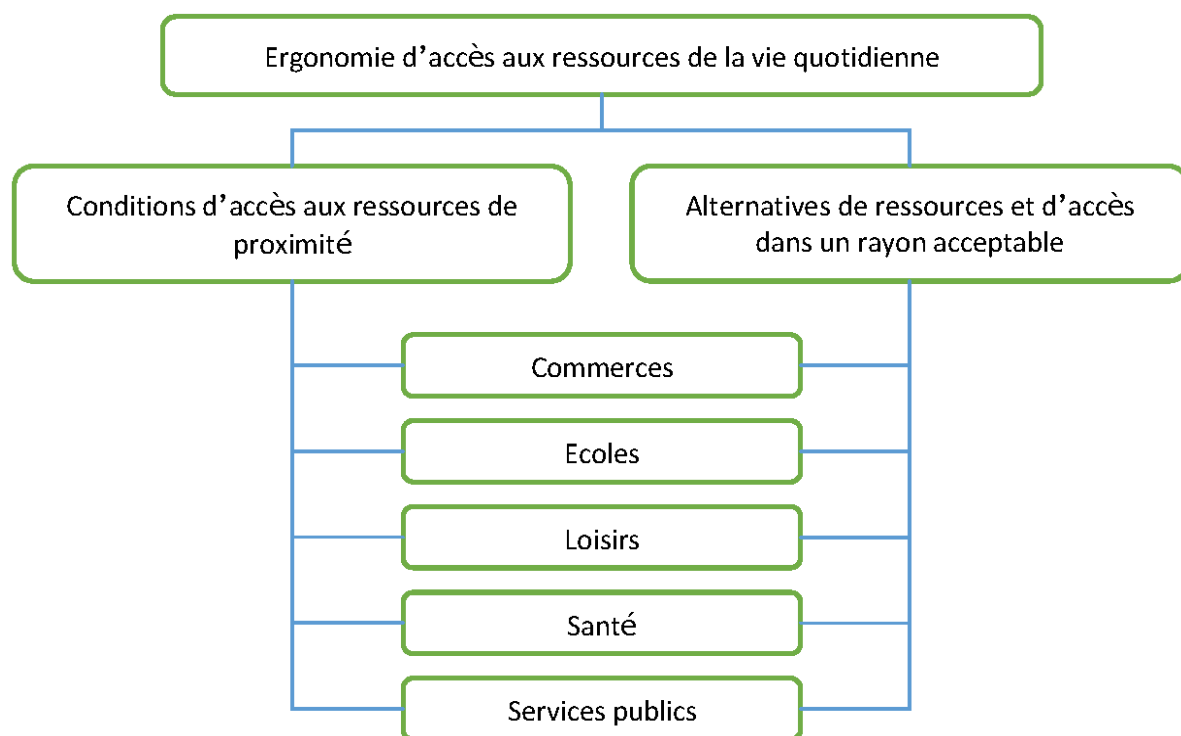 Ergonomie d’accès aux ressources de la vie quotidienne
Conditions d’accès aux ressources de
proximité
Alternatives de ressources et d’accès
dans un rayon acceptable
Commerces
Ecoles
Loisirs
Santé
Services publics